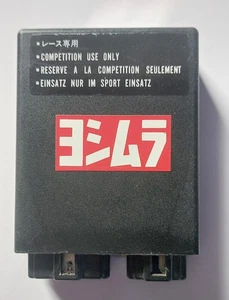 *レース専用
*COMPETITION USE ONLY
*RESERVE A LA COMPETITION SEULEMENT
*EINSATZ NUR IM SPORT EINSATZ
ヨシムラ